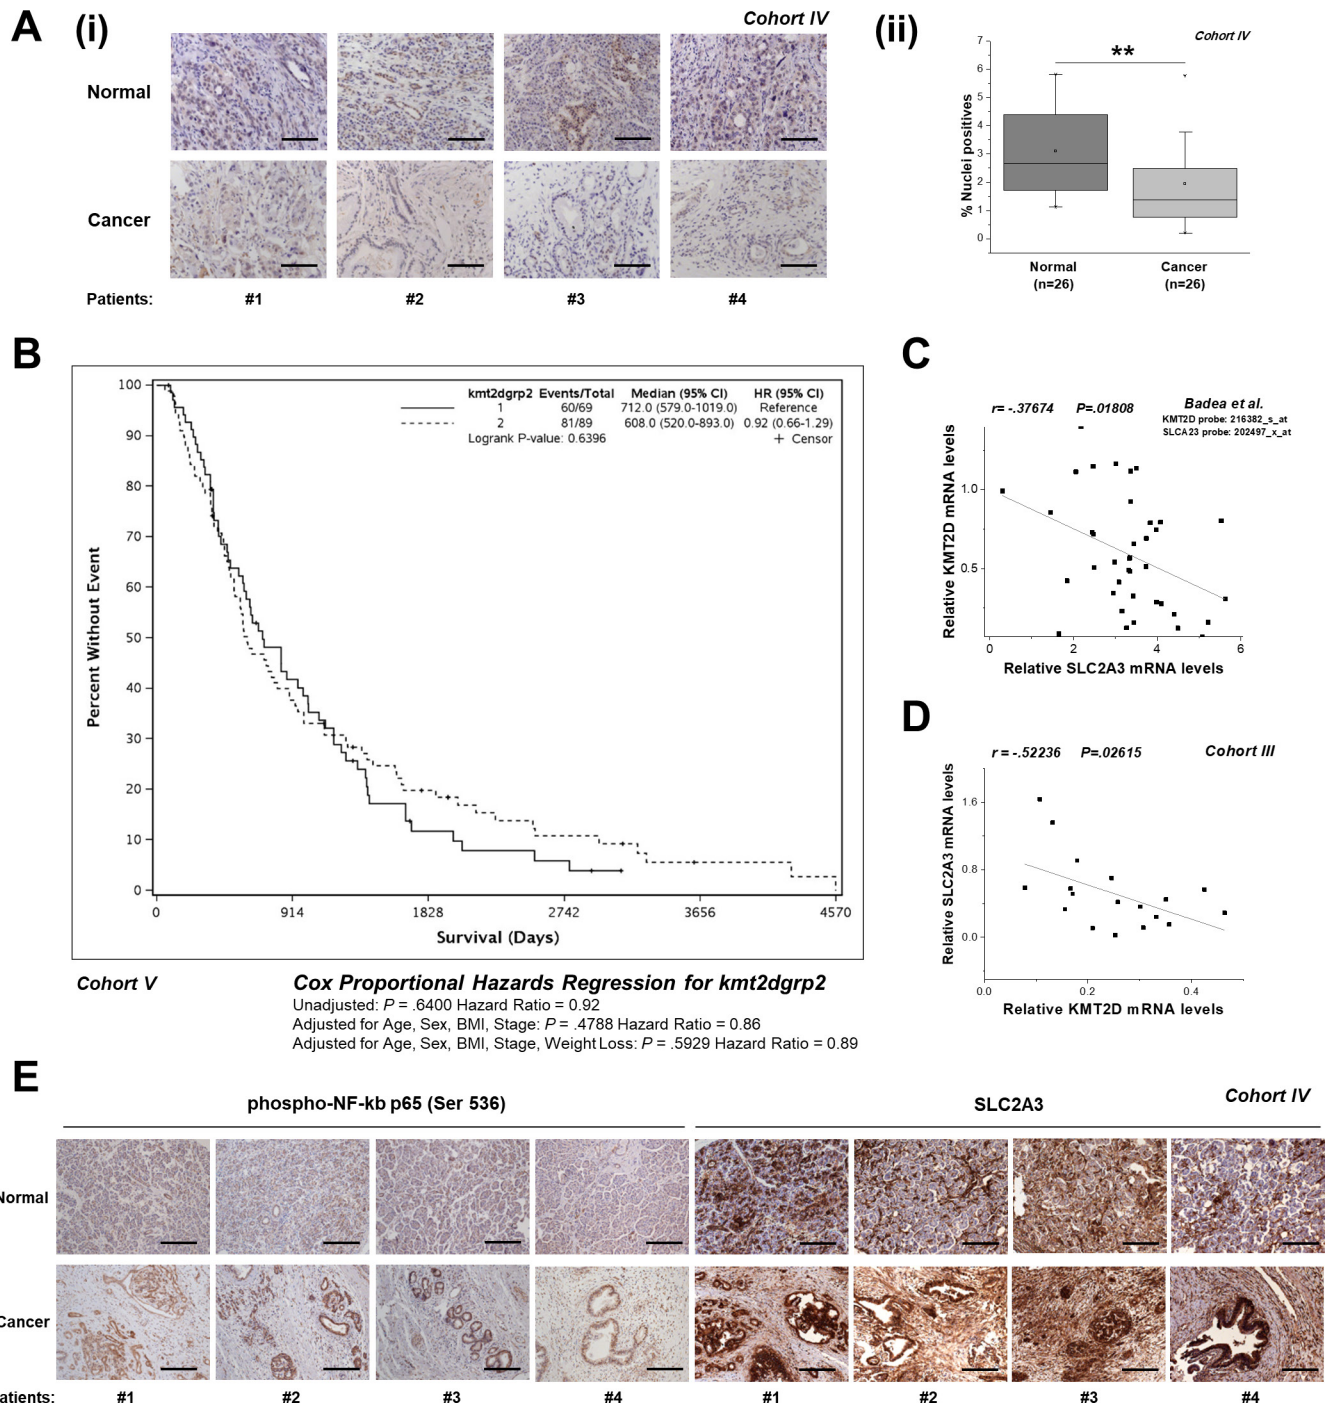 A
(i)
Cohort IV
Normal
Cancer
Patients:
#1
#2
#3
#4
(ii)
Cohort IV
**
% Nuclei positives
7
6
5
4
3
2
1
0
Normal
(n=26)
Cancer
(n=26)
B
kmt2dgrp2 Events/Total Median (95% CI) HR (95% CI)
1 60/69 712.0 (579.0-1019.0) Reference
2 81/89 608.0 (520.0-893.0) 0.92 (0.66-1.29)
Logrank P-value: 0.6396
+ Censor
Percent Without Event
100
90
80
70
60
50
40
30
20
10
0
0 914 1828 2742 3656 4570
Survival (Days)
Cohort V
Cox Proportional Hazards Regression for kmt2dgrp2
Unadjusted: P = .6400 Hazard Ratio = 0.92
Adjusted for Age, Sex, BMI, Stage: P = .4788 Hazard Ratio = 0.86
Adjusted for Age, Sex, BMI, Stage, Weight Loss: P = .5929 Hazard Ratio = 0.89
C
r= -.37674 P=.01808
Badea et al.
KMT2D probe: 216382_s_at
SLCA23 probe: 202497_x_at
Relative KMT2D mRNA levels
1.0
0.5
0 2 4 6
Relative SLC2A3 mRNA levels
D
r = -.52236 P=.02615
Cohort III
Relative SLC2A3 mRNA levels
1.6
0.8
0.0
0.0 0.2 0.4
Relative KMT2D mRNA levels
E
phospho-NF-kb p65 (Ser 536)
SLC2A3
Cohort IV
Normal
Cancer
atients:
#1
#2
#3
#4
#1
#2
#3
#4